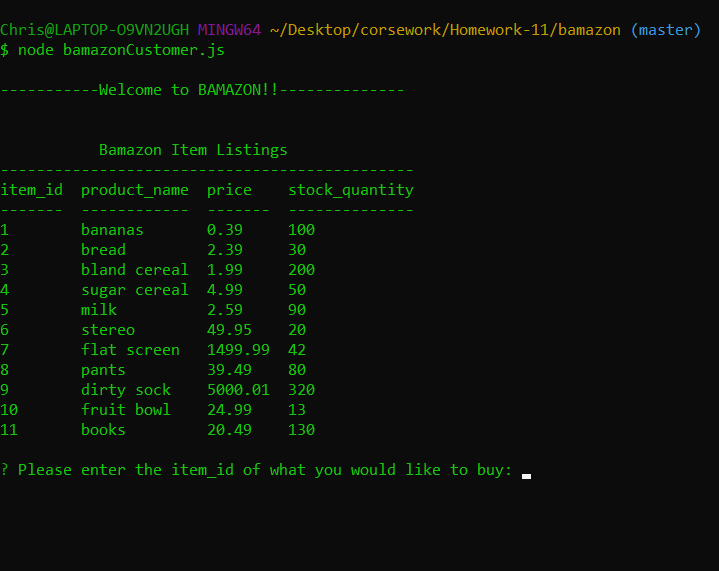 Chris@LAPTOP-O9VN2UGH MINGW64 ~/Desktop/corsework/Homework-11/bamazon (master)
$ node bamazonCustomer.js
-----------Welcome to BAMAZON!!--------------
Bamazon Item Listings
----------------------------------------------
item_id  product_name  price    stock_quantity
-------  ------------  -------  --------------
1        bananas       0.39     100
2        bread         2.39     30
3        bland cereal  1.99     200
4        sugar cereal  4.99     50
5        milk          2.59     90
6        stereo        49.95    20
7        flat screen   1499.99  42
8        pants         39.49    80
9        dirty sock    5000.01  320
10       fruit bowl    24.99    13
11       books         20.49    130
? Please enter the item_id of what you would like to buy: